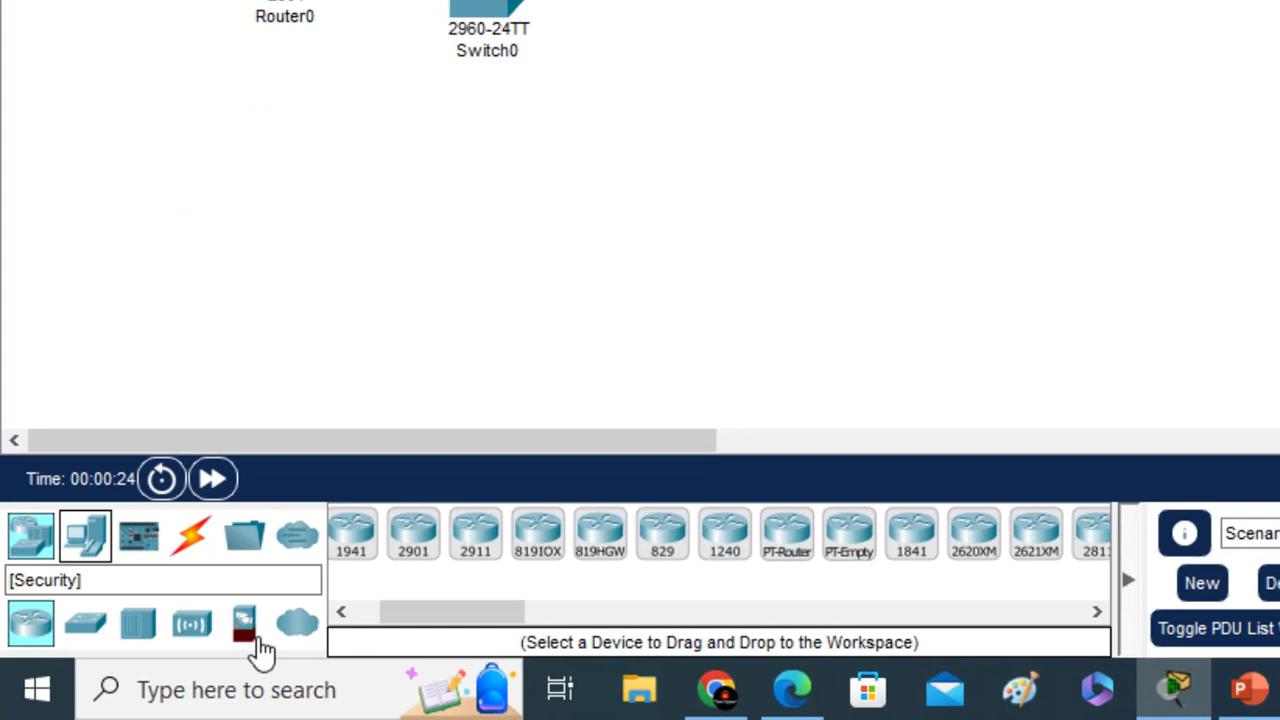 Router0
2960-24TT
Switch0
Time: 00:00:24
1941
2901
2911
819IOX
819HGW
829
1240
PT-Router
PT-Empty
1841
2620XM
2621XM
281
Scenar
[Security]
New
De
Toggle PDU List
(Select a Device to Drag and Drop to the Workspace)
Type here to search